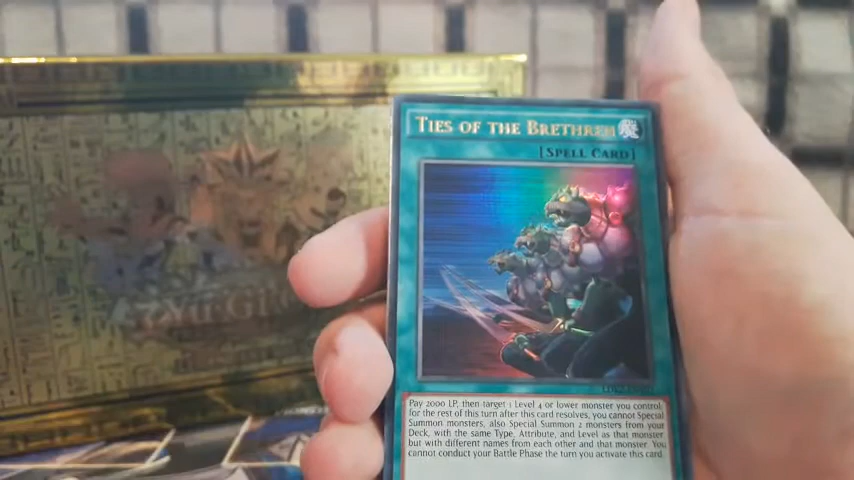 TIES OF THE BRETHREN
[SPELL CARD]
Pay 2000 LP, then target 1 Level 4 or lower monster you control;
for the rest of this turn after this card resolves, you cannot Special
Summon monsters, also Special Summon 2 monsters from your
Deck, with the same Type, Attribute, and Level as that monster
but with different names from each other and that monster. You
cannot conduct your Battle Phase the turn you activate this card.